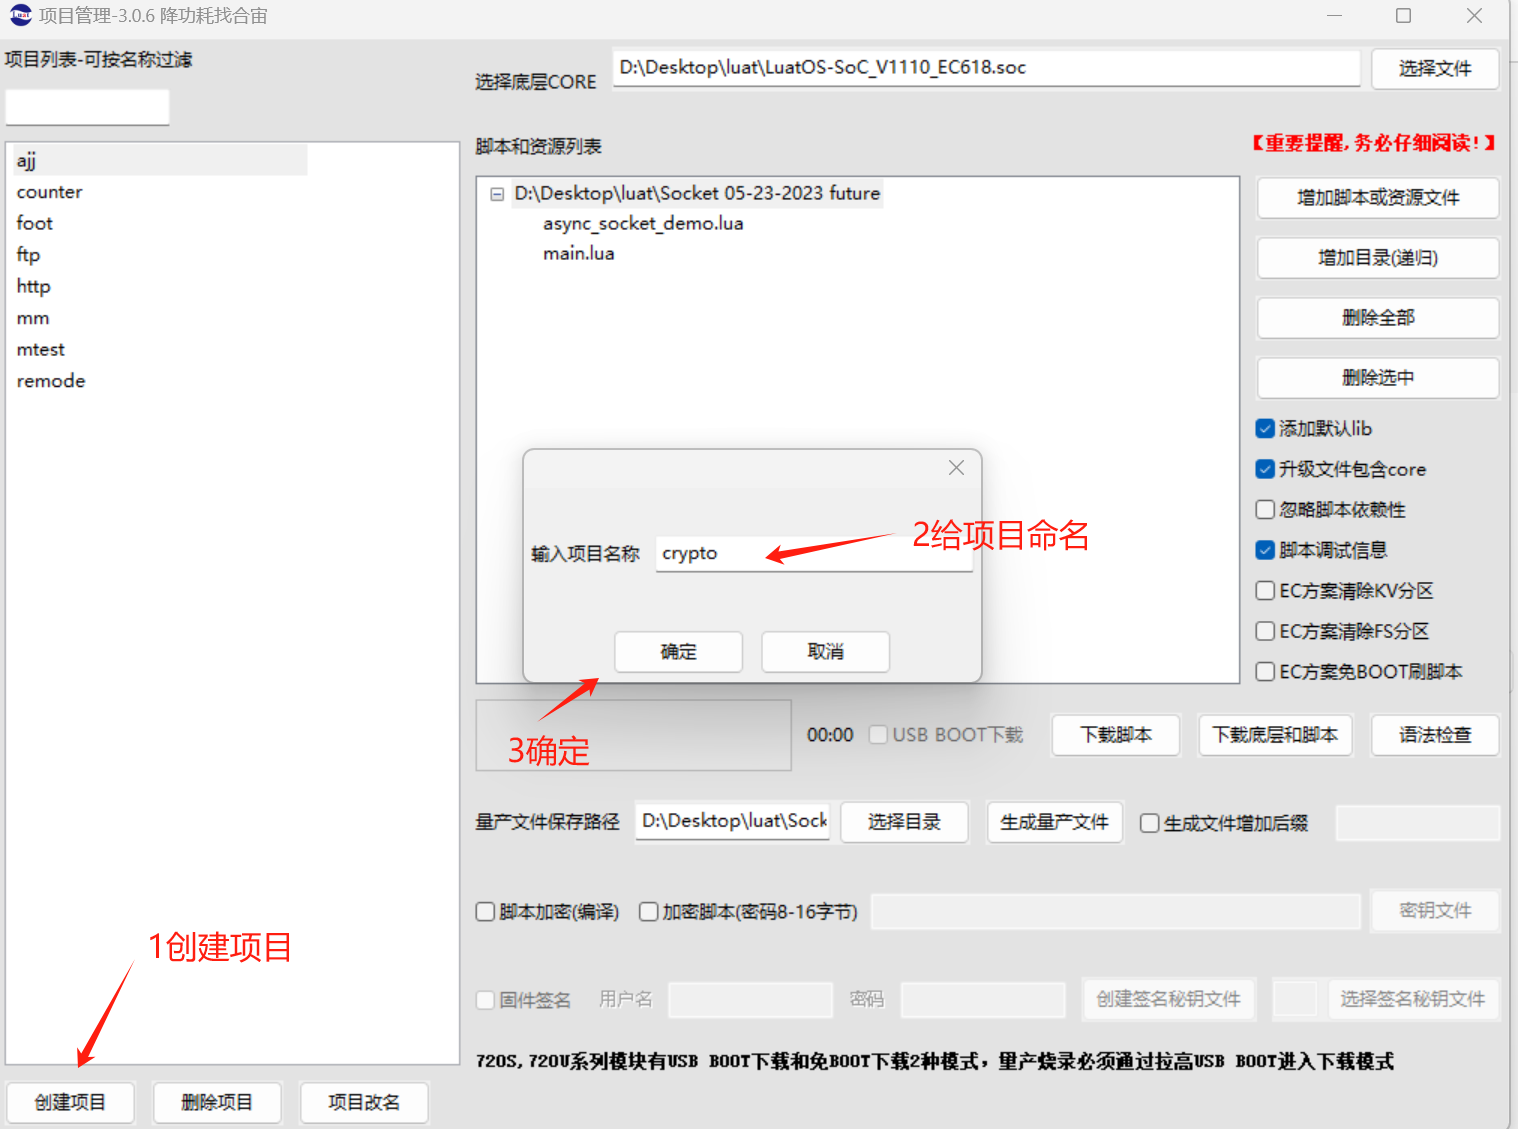 Luat 项目管理-3.0.6 降功耗找合宙
项目列表-可按名称过滤
选择底层CORE
D:\Desktop\luat\LuatOS-SoC_V1110_EC618.soc
选择文件
ajj
counter
foot
ftp
http
mm
mtest
remode
脚本和资源列表
【重要提醒,务必仔细阅读!】
D:\Desktop\luat\Socket 05-23-2023 future
async_socket_demo.lua
main.lua
增加脚本或资源文件
增加目录(递归)
删除全部
删除选中
添加默认lib
升级文件包含core
忽略脚本依赖性
脚本调试信息
EC方案清除KV分区
EC方案清除FS分区
EC方案免BOOT刷脚本
输入项目名称
crypto
2给项目命名
确定
取消
3确定
00:00
USB BOOT下载
下载脚本
下载底层和脚本
语法检查
量产文件保存路径
D:\Desktop\luat\Sock
选择目录
生成量产文件
生成文件增加后缀
脚本加密(编译)
加密脚本(密码8-16字节)
密钥文件
1创建项目
固件签名
用户名
密码
创建签名秘钥文件
选择签名秘钥文件
720S,720U系列模块有USB BOOT下载和免BOOT下载2种模式，量产烧录必须通过拉高USB BOOT进入下载模式
创建项目
删除项目
项目改名